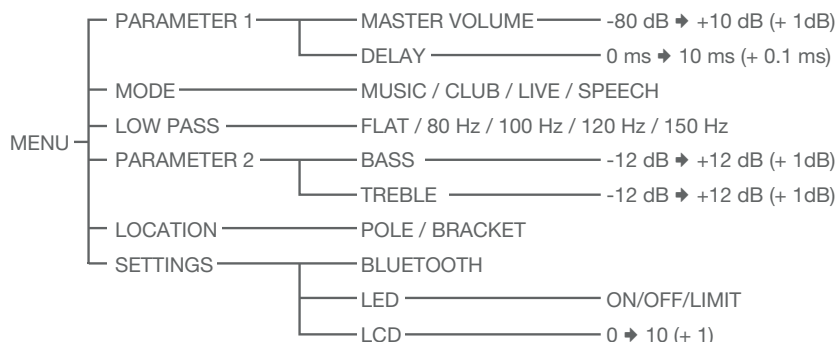 PARAMETER 1 MASTER VOLUME -80 dB ➧ +10 dB (+ 1dB)
DELAY 0 ms ➧ 10 ms (+ 0.1 ms)
MODE MUSIC / CLUB / LIVE / SPEECH
LOW PASS FLAT / 80 Hz / 100 Hz / 120 Hz / 150 Hz
MENU
PARAMETER 2 BASS -12 dB ➧ +12 dB (+ 1dB)
TREBLE -12 dB ➧ +12 dB (+ 1dB)
LOCATION POLE / BRACKET
SETTINGS BLUETOOTH
LED ON/OFF/LIMIT
LCD 0 ➧ 10 (+ 1)